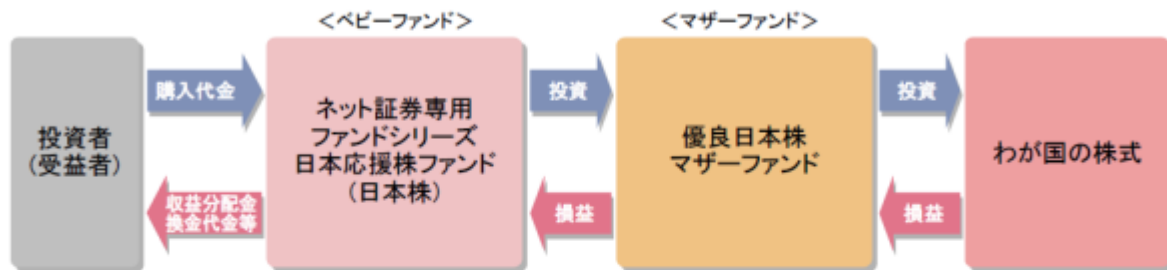 ＜ベビーファンド＞
＜マザーファンド＞
投資者
(受益者)
購入代金
収益分配金
換金代金等
ネット証券専用
ファンドシリーズ
日本応援株ファンド
(日本株)
投資
損益
優良日本株
マザーファンド
投資
損益
わが国の株式